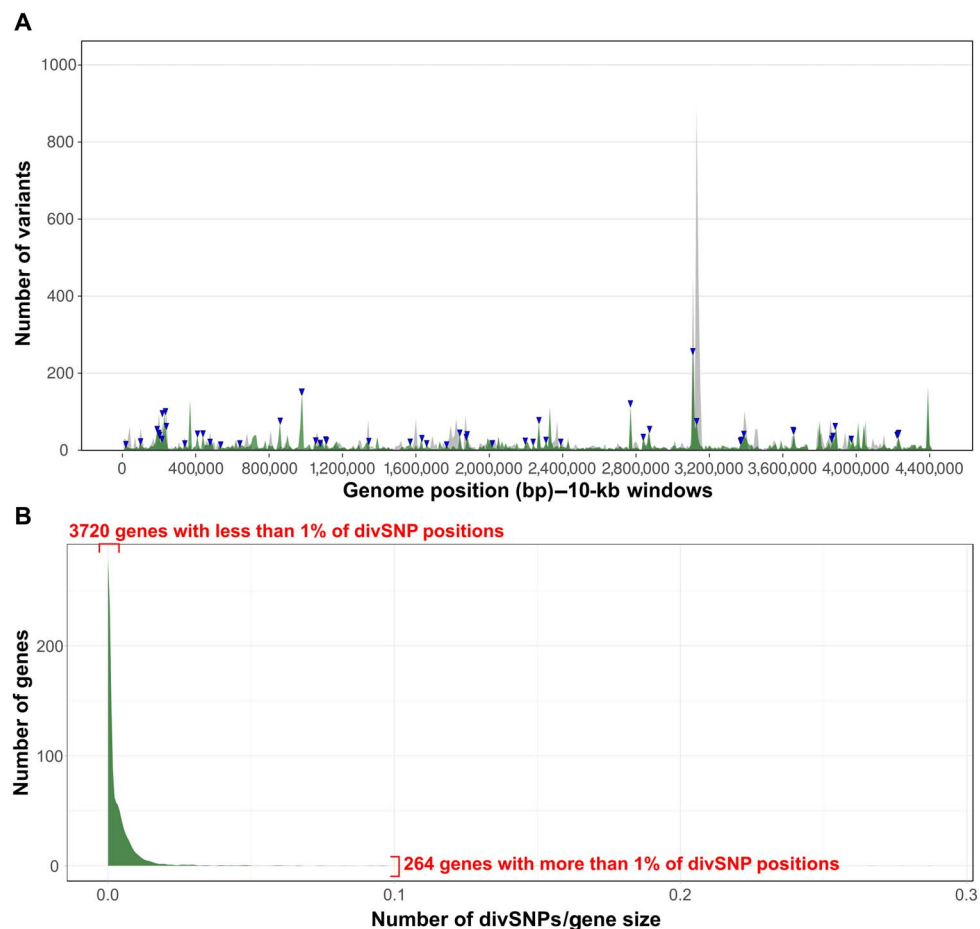 A
1000
800
600
400
200
0
Number of variants
0 400,000 800,000 1,200,000 1,600,000 2,000,000 2,400,000 2,800,000 3,200,000 3,600,000 4,000,000 4,400,000
Genome position (bp)–10-kb windows
B
3720 genes with less than 1% of divSNP positions
200
100
0
Number of genes
264 genes with more than 1% of divSNP positions
0.0 0.1 0.2 0.3
Number of divSNPs/gene size